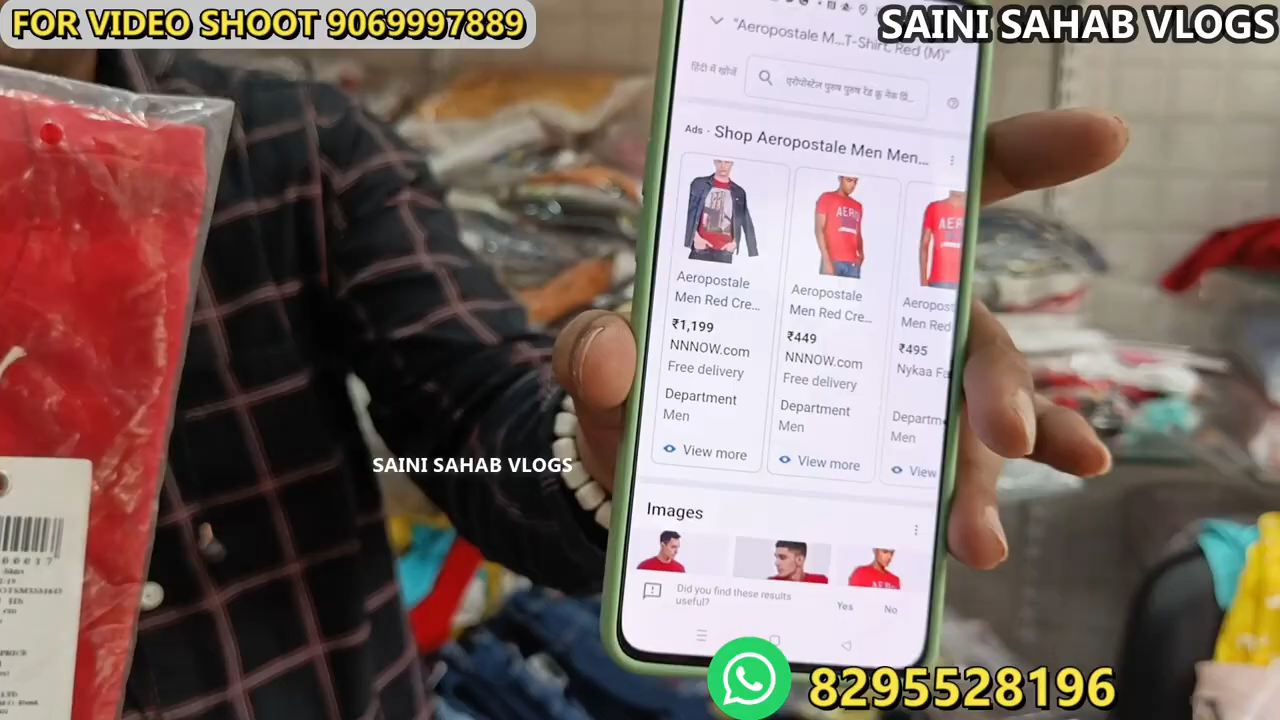 FOR VIDEO SHOOT 9069997889
SAINI SAHAB VLOGS
"Aeropostale M...T-Shirt, Red (M)"
हिंदी में खोजें
एरोपोस्टेल पुरुष पुरुष रेड क्रू नेक प्रिं...
Ads · Shop Aeropostale Men Men...
Aeropostale
Men Red Cre...
₹1,199
NNNOW.com
Free delivery
Department
Men
View more
Aeropostale
Men Red Cre...
₹449
NNNOW.com
Free delivery
Department
Men
View more
AERO
Aeropost
Men Red
₹495
Nykaa Fa
Departm
Men
View
Images
Did you find these results
useful?
Yes
No
SAINI SAHAB VLOGS
8295528196